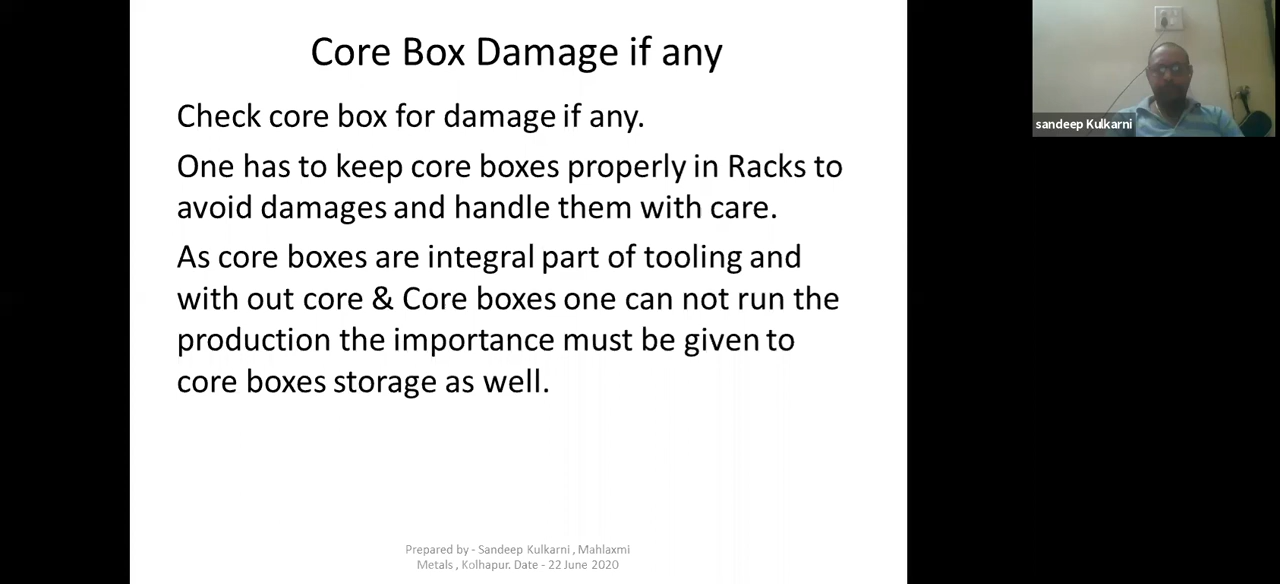 Core Box Damage if any
Check core box for damage if any.
One has to keep core boxes properly in Racks to
avoid damages and handle them with care.
As core boxes are integral part of tooling and
with out core & Core boxes one can not run the
production the importance must be given to
core boxes storage as well.
Prepared by - Sandeep Kulkarni , Mahlaxmi
Metals , Kolhapur. Date - 22 June 2020
sandeep Kulkarni